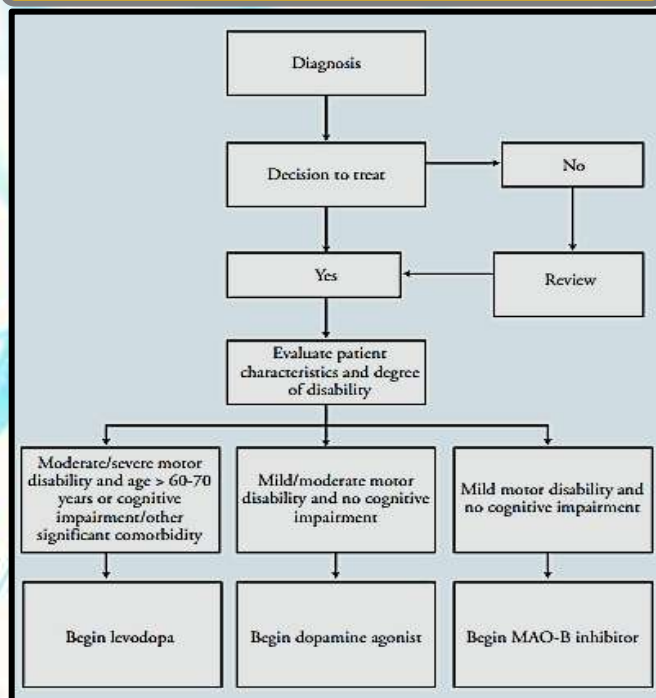 Diagnosis
Decision to treat
No
Yes
Review
Evaluate patient
characteristics and degree
of disability
Moderate/severe motor
disability and age > 60-70
years or cognitive
impairment/other
significant comorbidity
Mild/moderate motor
disability and no cognitive
impairment
Mild motor disability and
no cognitive impairment
Begin levodopa
Begin dopamine agonist
Begin MAO-B inhibitor